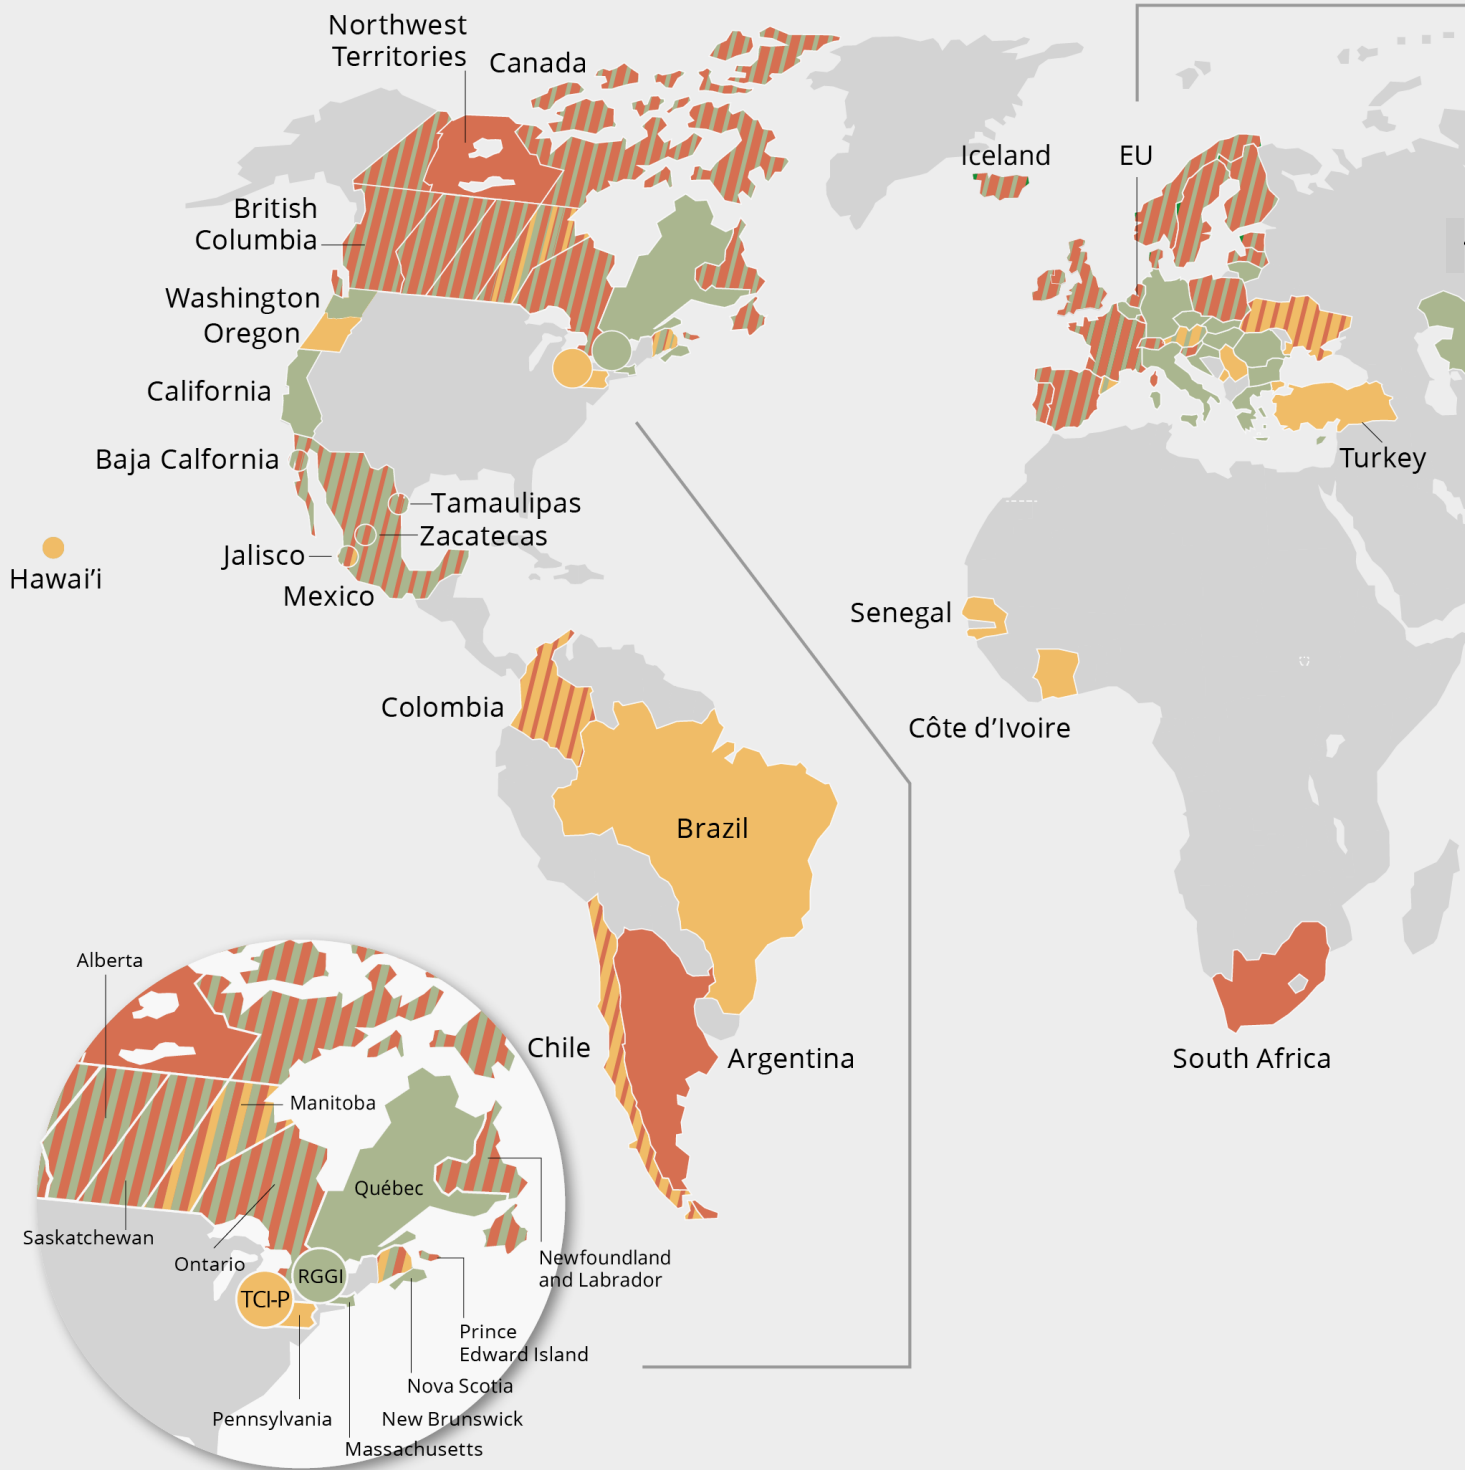 Northwest
Territories
Canada
Iceland
EU
British
Columbia
Washington
Oregon
California
Baja Calfornia
Turkey
Tamaulipas
Zacatecas
Jalisco
Hawai’i
Mexico
Senegal
Colombia
Côte d’Ivoire
Brazil
Alberta
Chile
Argentina
South Africa
Manitoba
Québec
Saskatchewan
Ontario
Newfoundland
and Labrador
RGGI
TCI-P
Prince
Edward Island
Nova Scotia
Pennsylvania
New Brunswick
Massachusetts